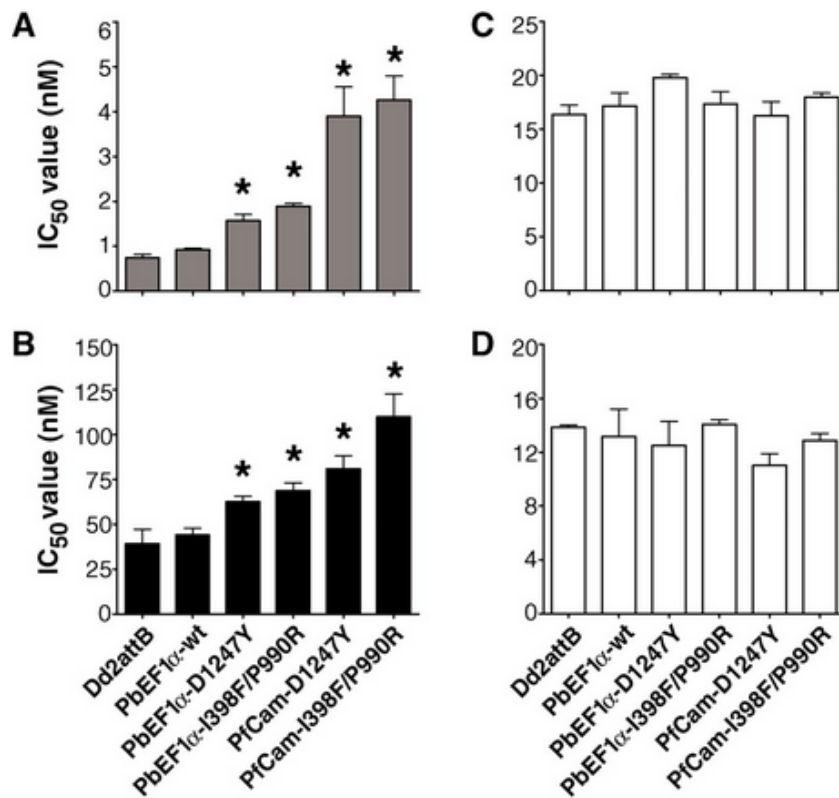 A
IC50 value (nM)
6
5
4
3
2
1
0
* * * *
C
25
20
15
10
5
0
B
IC50 value (nM)
150
125
100
75
50
25
0
* * * *
Dd2attB
PbEF1α-wt
PbEF1α-D1247Y
PbEF1α-I398F/P990R
PfCam-D1247Y
PfCam-I398F/P990R
D
20
16
12
8
4
0
Dd2attB
PbEF1α-wt
PbEF1α-D1247Y
PbEF1α-I398F/P990R
PfCam-D1247Y
PfCam-I398F/P990R